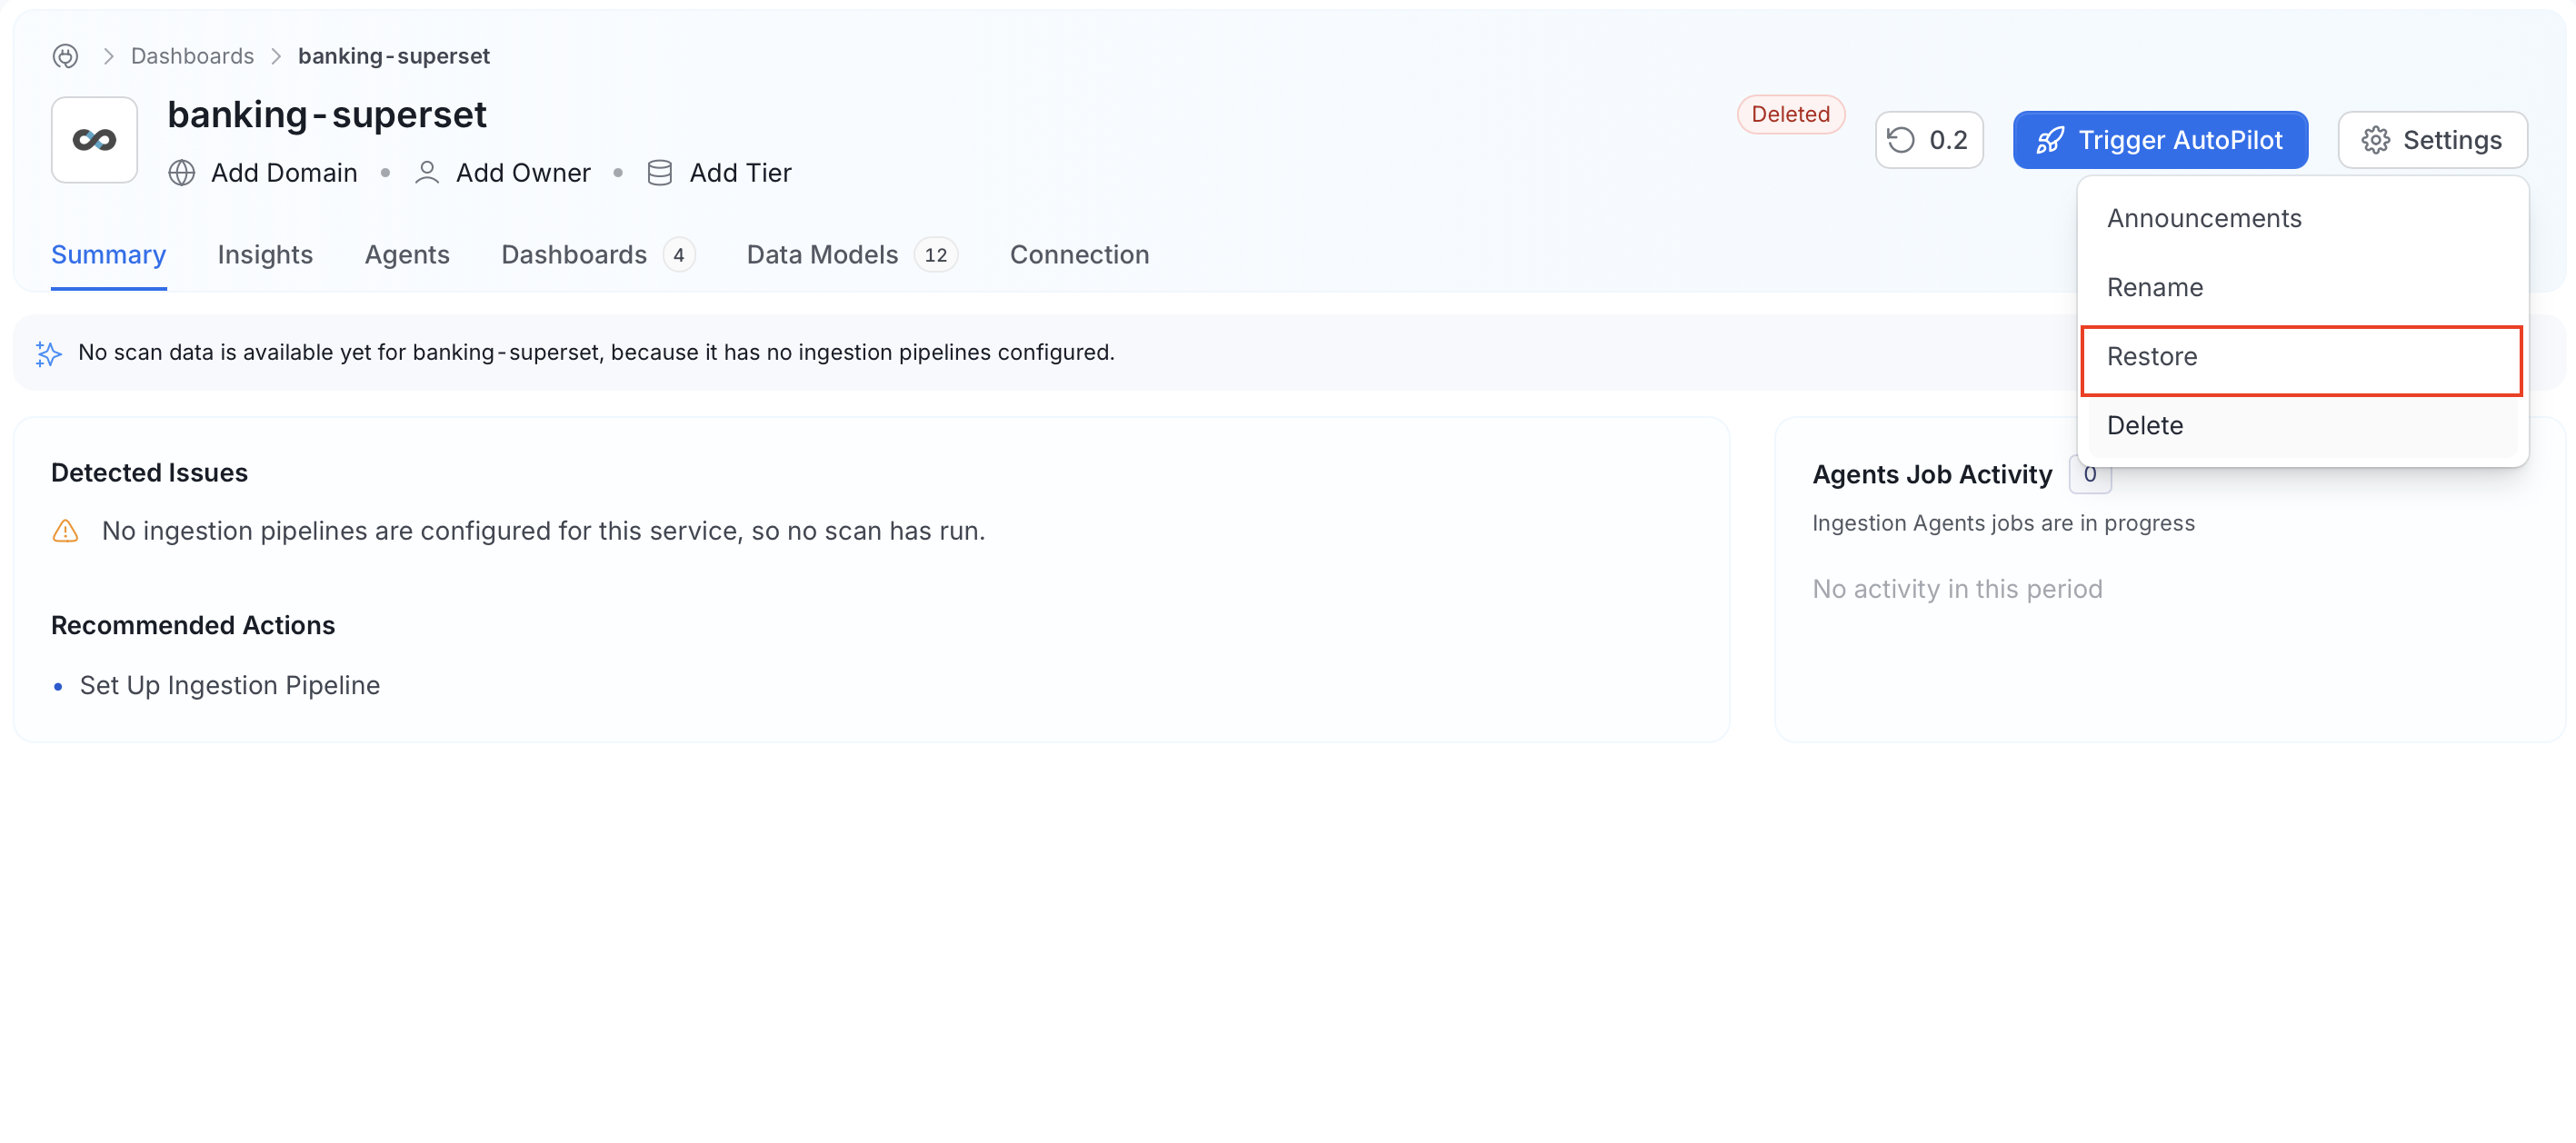 Dashboards banking-superset
banking-superset
Deleted
0.2
Trigger AutoPilot
Settings
Add Domain • Add Owner • Add Tier
Announcements
Rename
Restore
Delete
Summary Insights Agents Dashboards 4 Data Models 12 Connection
No scan data is available yet for banking-superset, because it has no ingestion pipelines configured.
Detected Issues
No ingestion pipelines are configured for this service, so no scan has run.
Recommended Actions
• Set Up Ingestion Pipeline
Agents Job Activity 0
Ingestion Agents jobs are in progress
No activity in this period